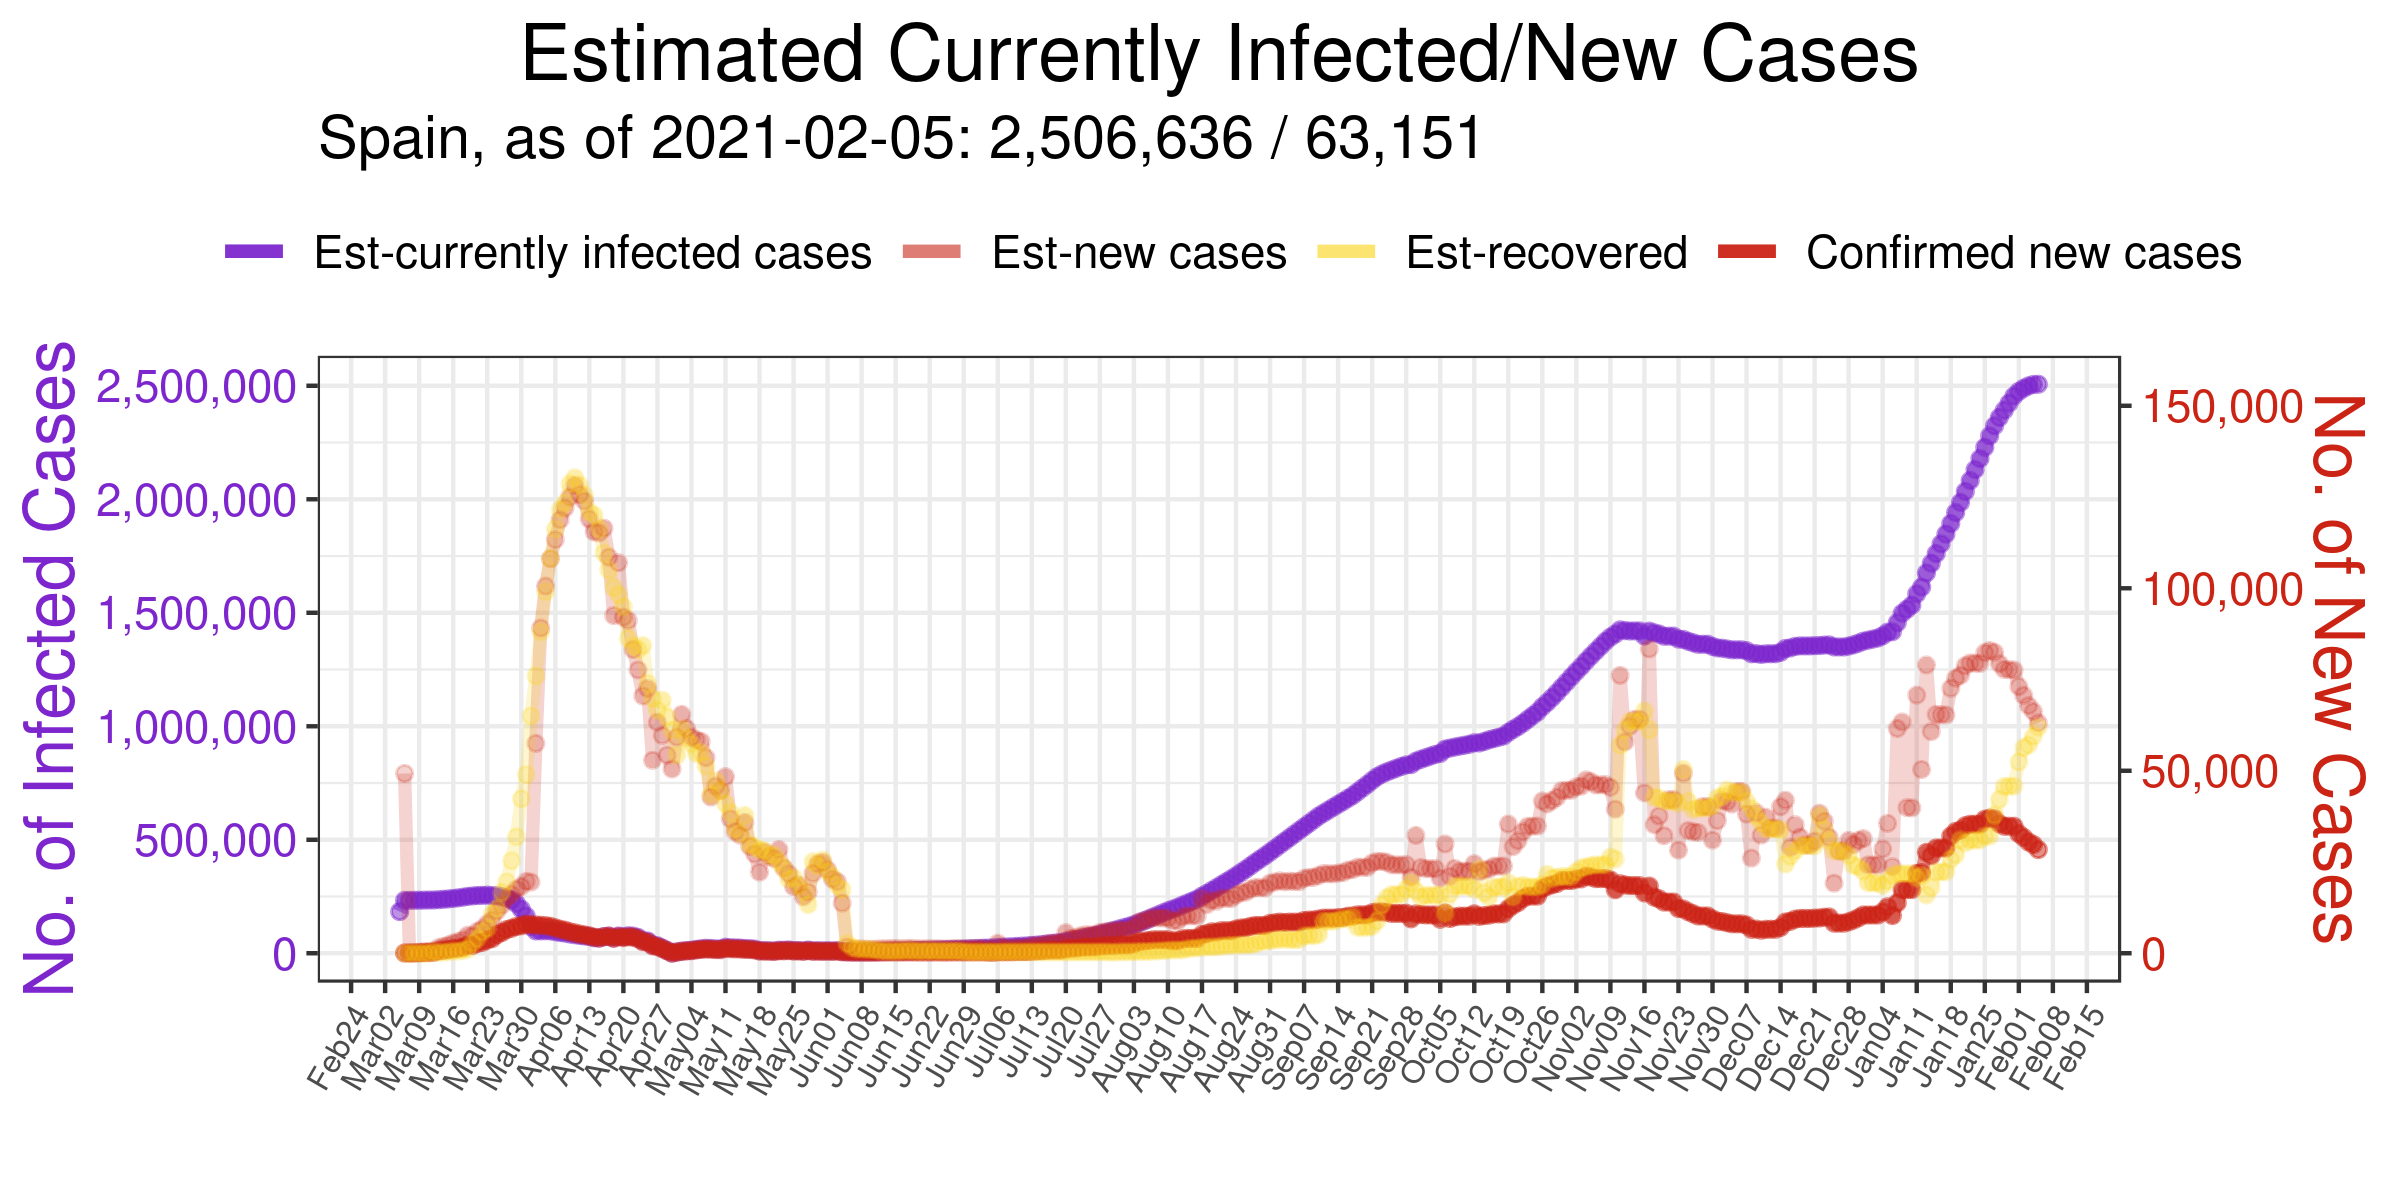 Estimated Currently Infected/New Cases
Spain, as of 2021-02-05: 2,506,636 / 63,151
Est-currently infected cases Est-new cases Est-recovered Confirmed new cases
No. of Infected Cases
2,500,000
2,000,000
1,500,000
1,000,000
500,000
0
150,000
100,000
50,000
0
No. of New Cases
Feb24 Mar02 Mar09 Mar16 Mar23 Mar30 Apr06 Apr13 Apr20 Apr27 May04 May11 May18 May25 Jun01 Jun08 Jun15 Jun22 Jun29 Jul06 Jul13 Jul20 Jul27 Aug03 Aug10 Aug17 Aug24 Aug31 Sep07 Sep14 Sep21 Sep28 Oct05 Oct12 Oct19 Oct26 Nov02 Nov09 Nov16 Nov23 Nov30 Dec07 Dec14 Dec21 Dec28 Jan04 Jan11 Jan18 Jan25 Feb01 Feb08 Feb15